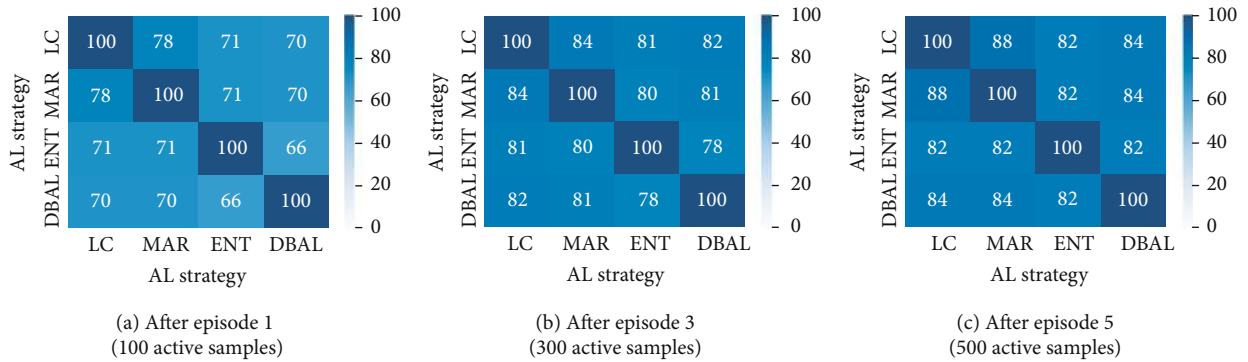 LC 100 78 71 70
MAR 78 100 71 70
ENT 71 71 100 66
DBAL 70 70 66 100
AL strategy
LC MAR ENT DBAL
AL strategy
100
80
60
40
20
0
(a) After episode 1
(100 active samples)
LC 100 84 81 82
MAR 84 100 80 81
ENT 81 80 100 78
DBAL 82 81 78 100
AL strategy
LC MAR ENT DBAL
AL strategy
100
80
60
40
20
0
(b) After episode 3
(300 active samples)
LC 100 88 82 84
MAR 88 100 82 84
ENT 82 82 100 82
DBAL 84 84 82 100
AL strategy
LC MAR ENT DBAL
AL strategy
100
80
60
40
20
0
(c) After episode 5
(500 active samples)